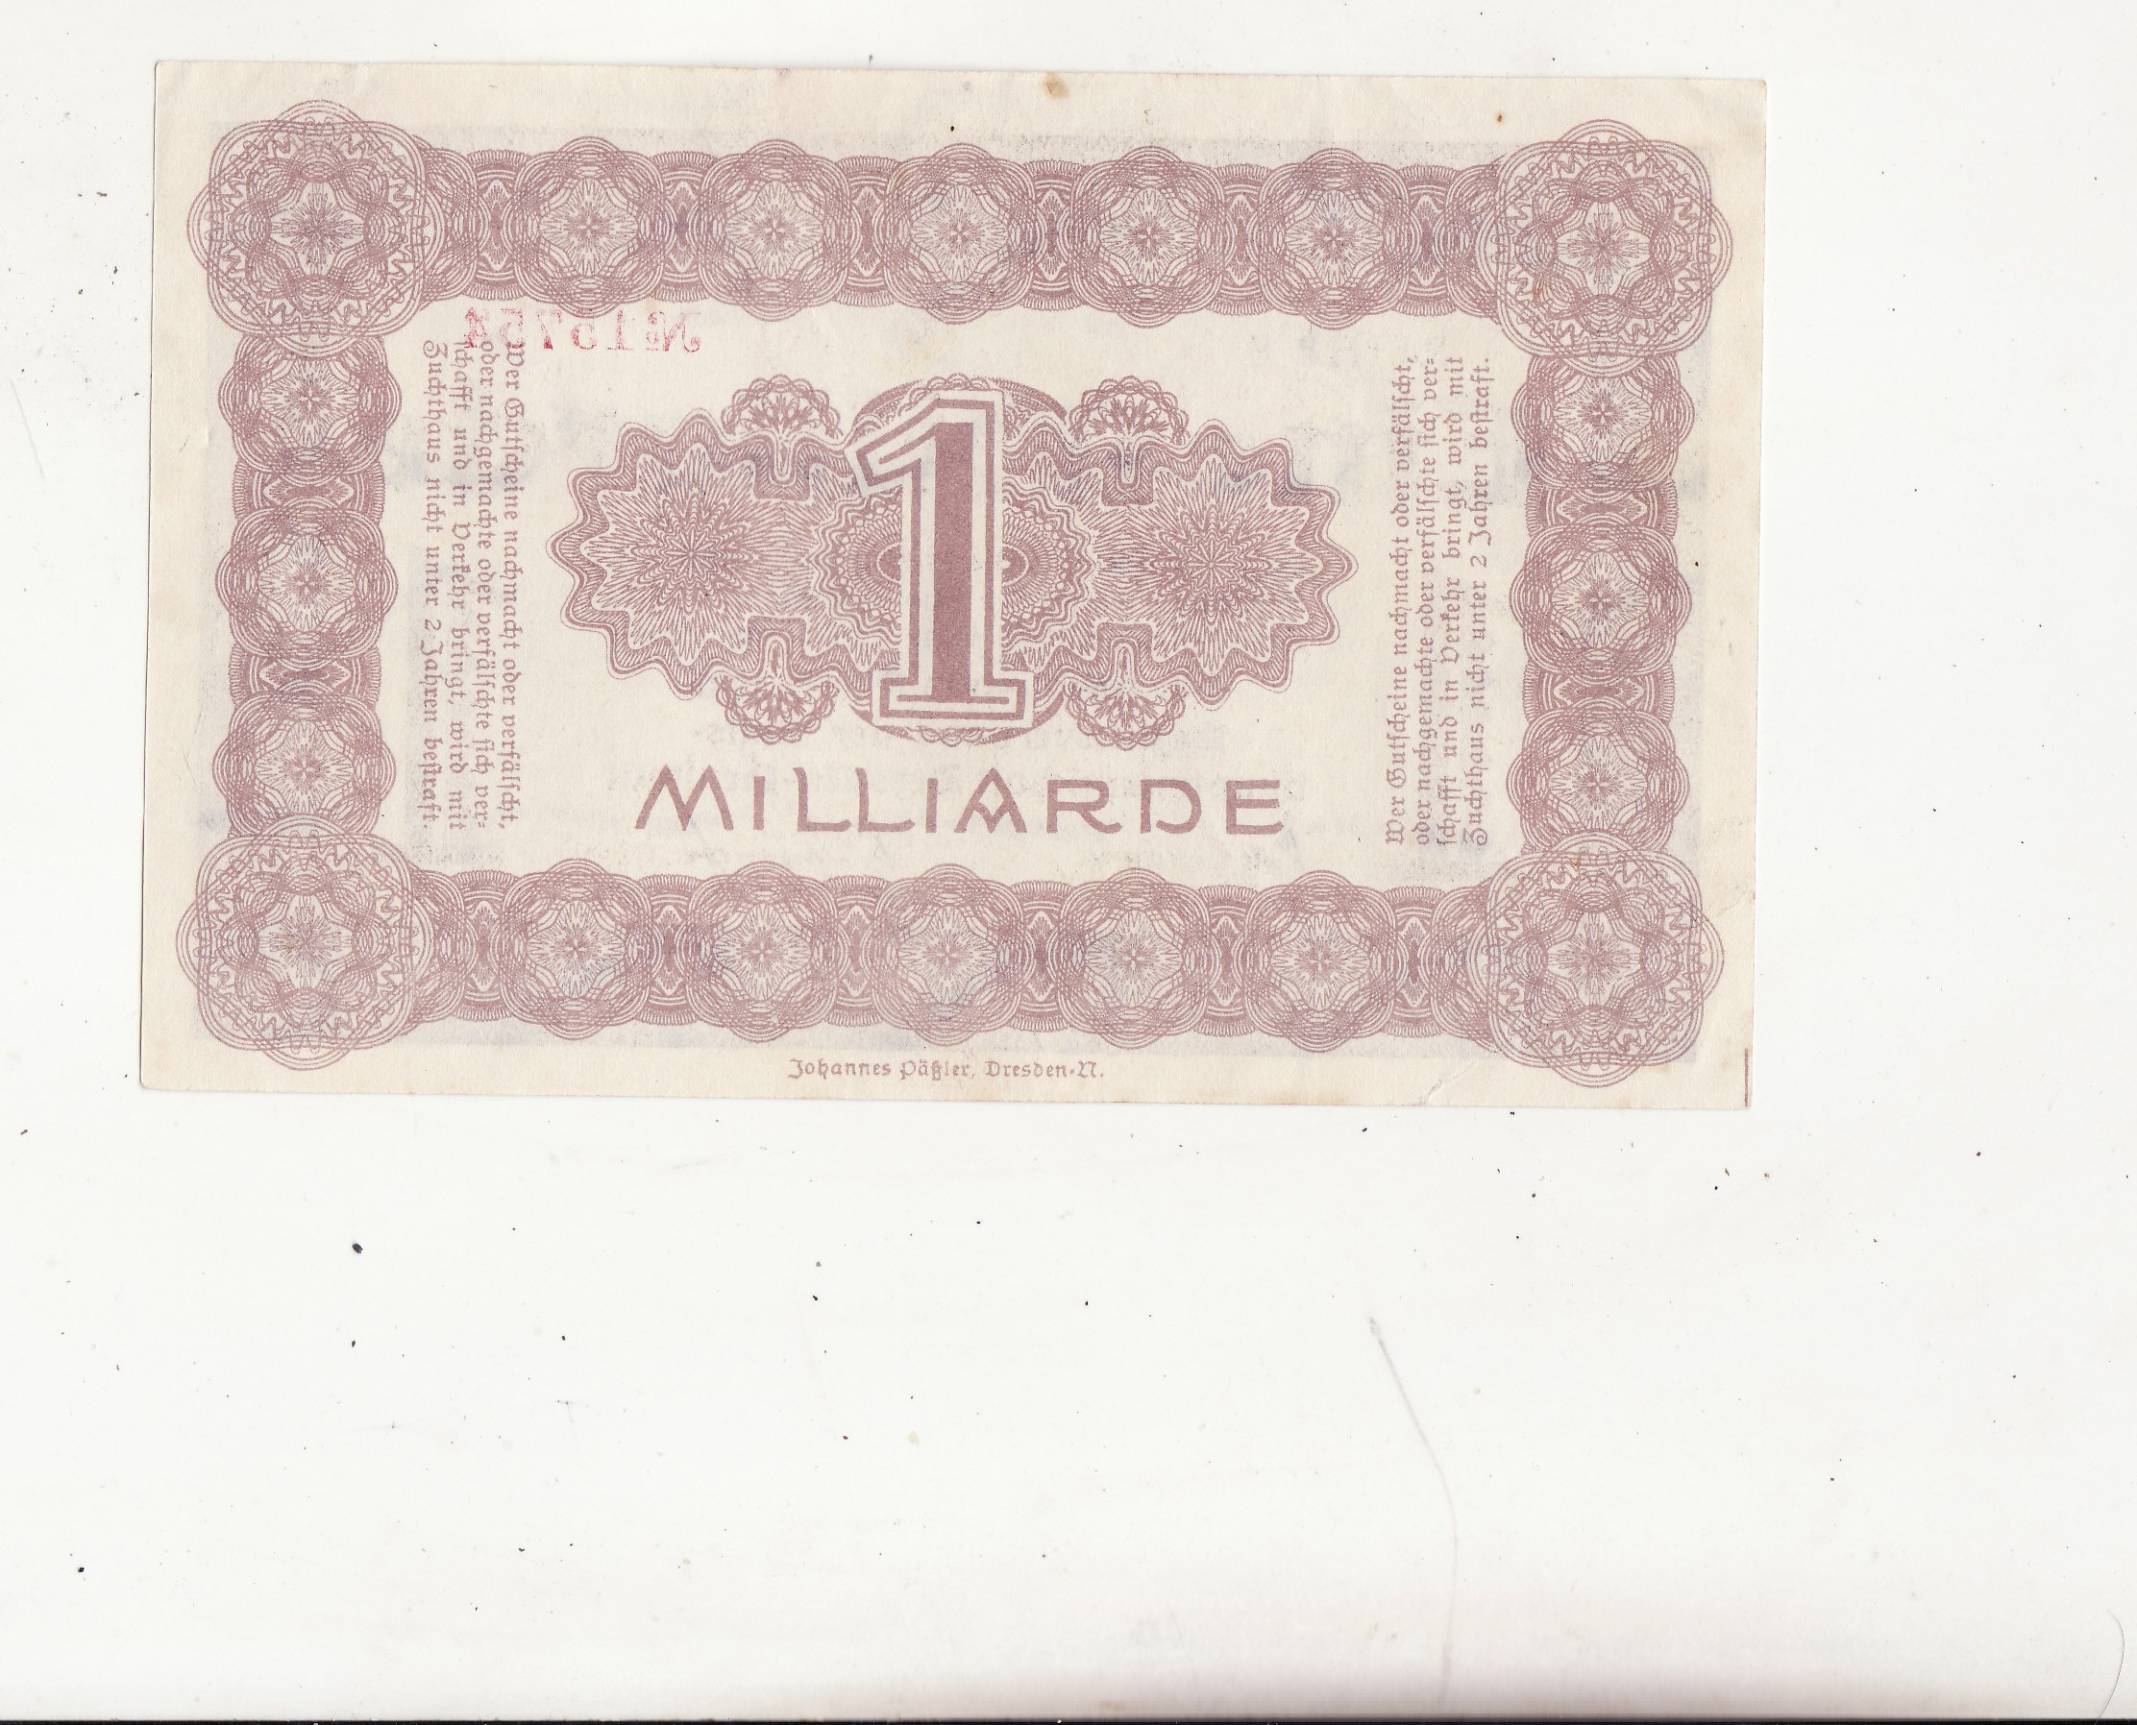 № 15754
Wer Gutscheine nachmacht oder verfälscht,
oder nachgemachte oder verfälschte sich ver-
schafft und in Verkehr bringt, wird mit
Zuchthaus nicht unter 2 Jahren bestraft.
1
MILLIARDE
Wer Gutscheine nachmacht oder verfälscht,
oder nachgemachte oder verfälschte sich ver-
schafft und in Verkehr bringt, wird mit
Zuchthaus nicht unter 2 Jahren bestraft.
Johannes Päßler, Dresden-N.